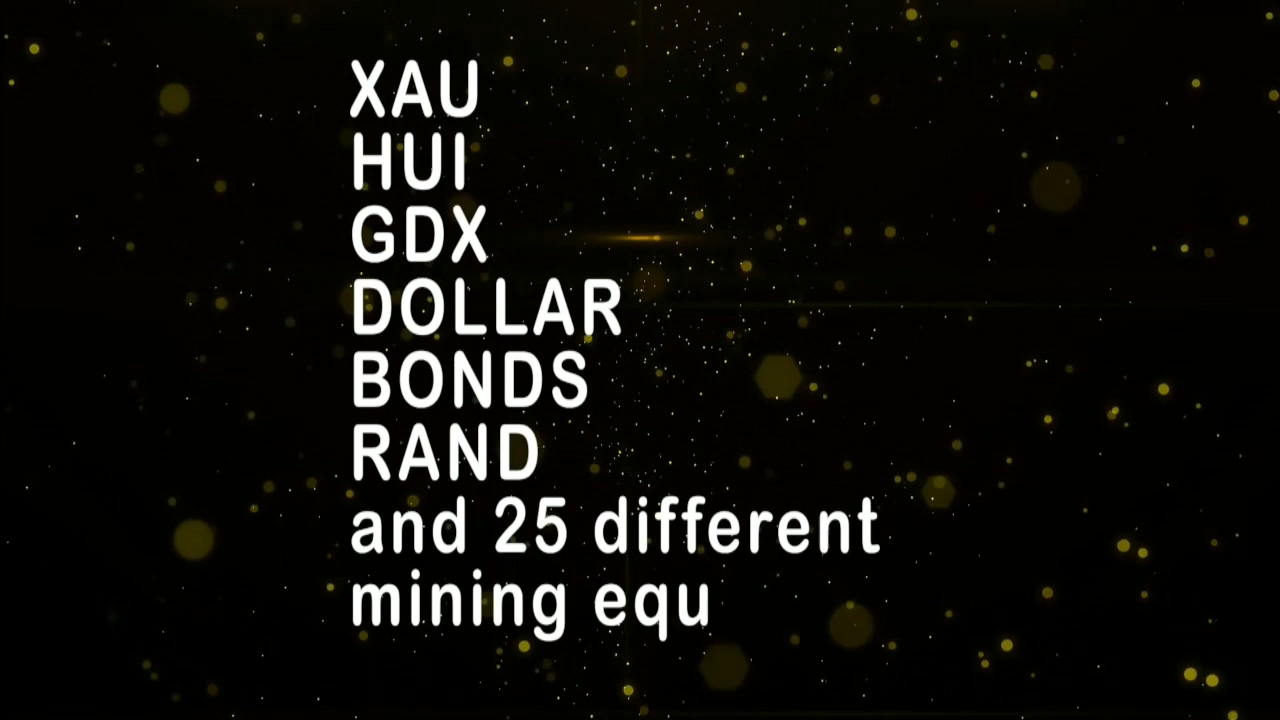 XAU
HUI
GDX
DOLLAR
BONDS
RAND
and 25 different
mining equ